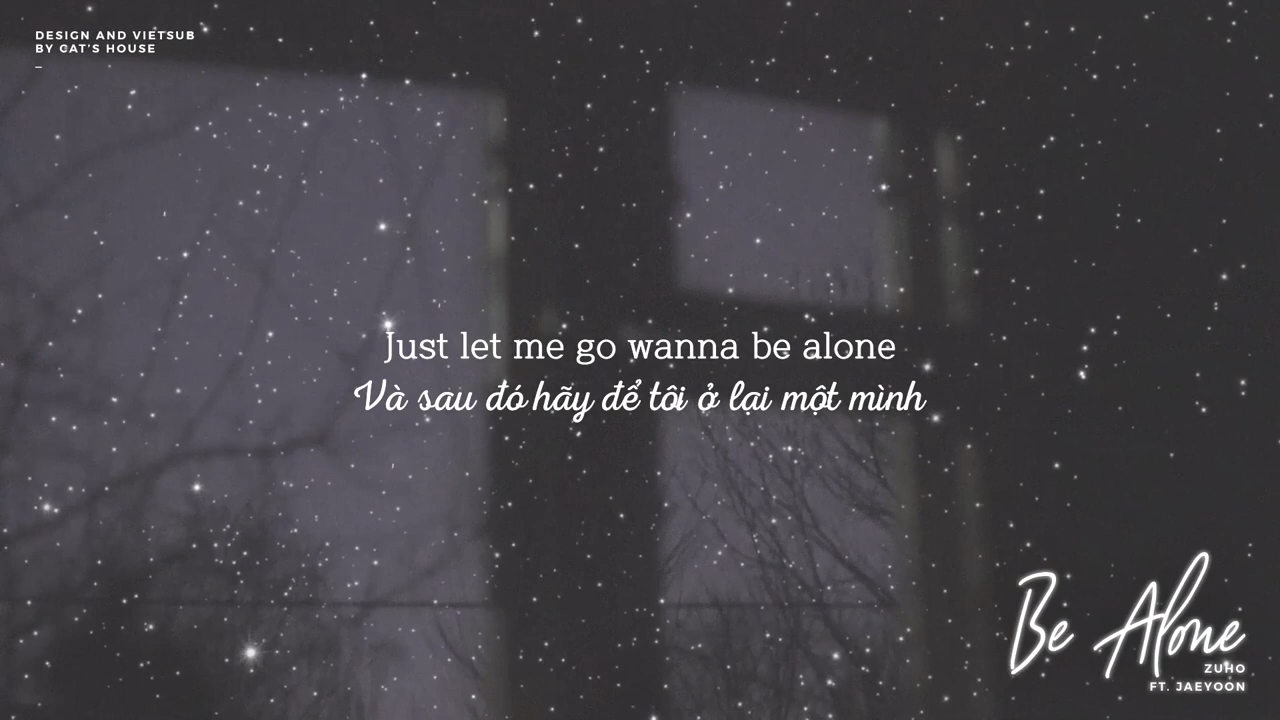 DESIGN AND VIETSUB
BY CAT'S HOUSE
–
Just let me go wanna be alone
Và sau đó hãy để tôi ở lại một mình
Be Alone
ZUHO
FT. JAEYOON